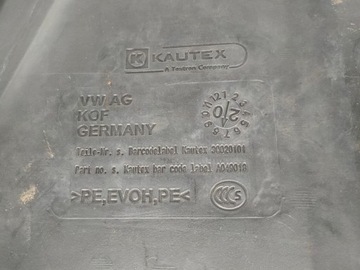 K KAUTEX
A Textron Company
VW AG
KOF
GERMANY
Teile-Nr. s. Barcodelabel Kautex
Part no. s. Kautex bar code label
>PE,EVOH,PE<